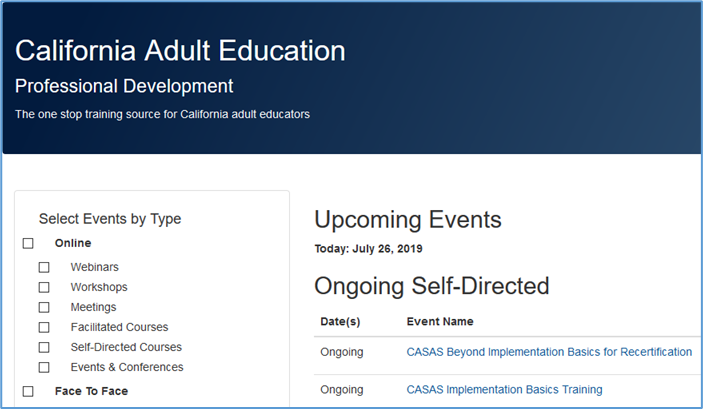 California Adult Education
Professional Development
The one stop training source for California adult educators
Select Events by Type
Online
Webinars
Workshops
Meetings
Facilitated Courses
Self-Directed Courses
Events & Conferences
Face To Face
Upcoming Events
Today: July 26, 2019
Ongoing Self-Directed
Date(s) Event Name
Ongoing CASAS Beyond Implementation Basics for Recertification
Ongoing CASAS Implementation Basics Training